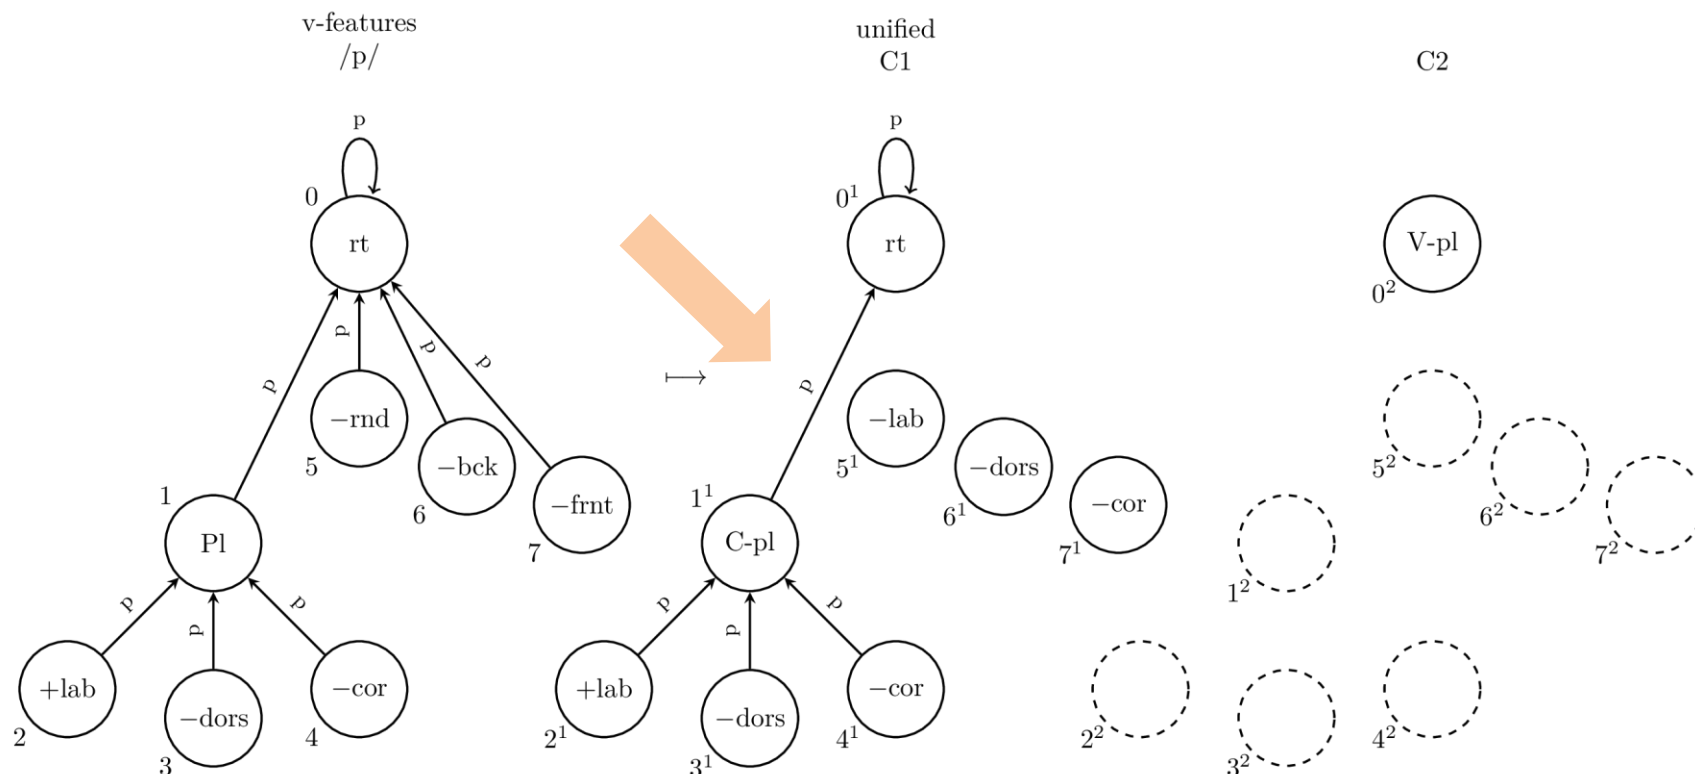 v-features
/p/
unified
C1
C2
p
p
0
rt
0¹
rt
V-pl
0²
p
p
p
p
⟼
p
−rnd
5
−bck
6
−frnt
7
−lab
5¹
−dors
6¹
−cor
7¹
5²
6²
7²
1
Pl
1¹
C-pl
1²
p
p
p
p
p
p
+lab
2
−dors
3
−cor
4
+lab
2¹
−dors
3¹
−cor
4¹
2²
3²
4²